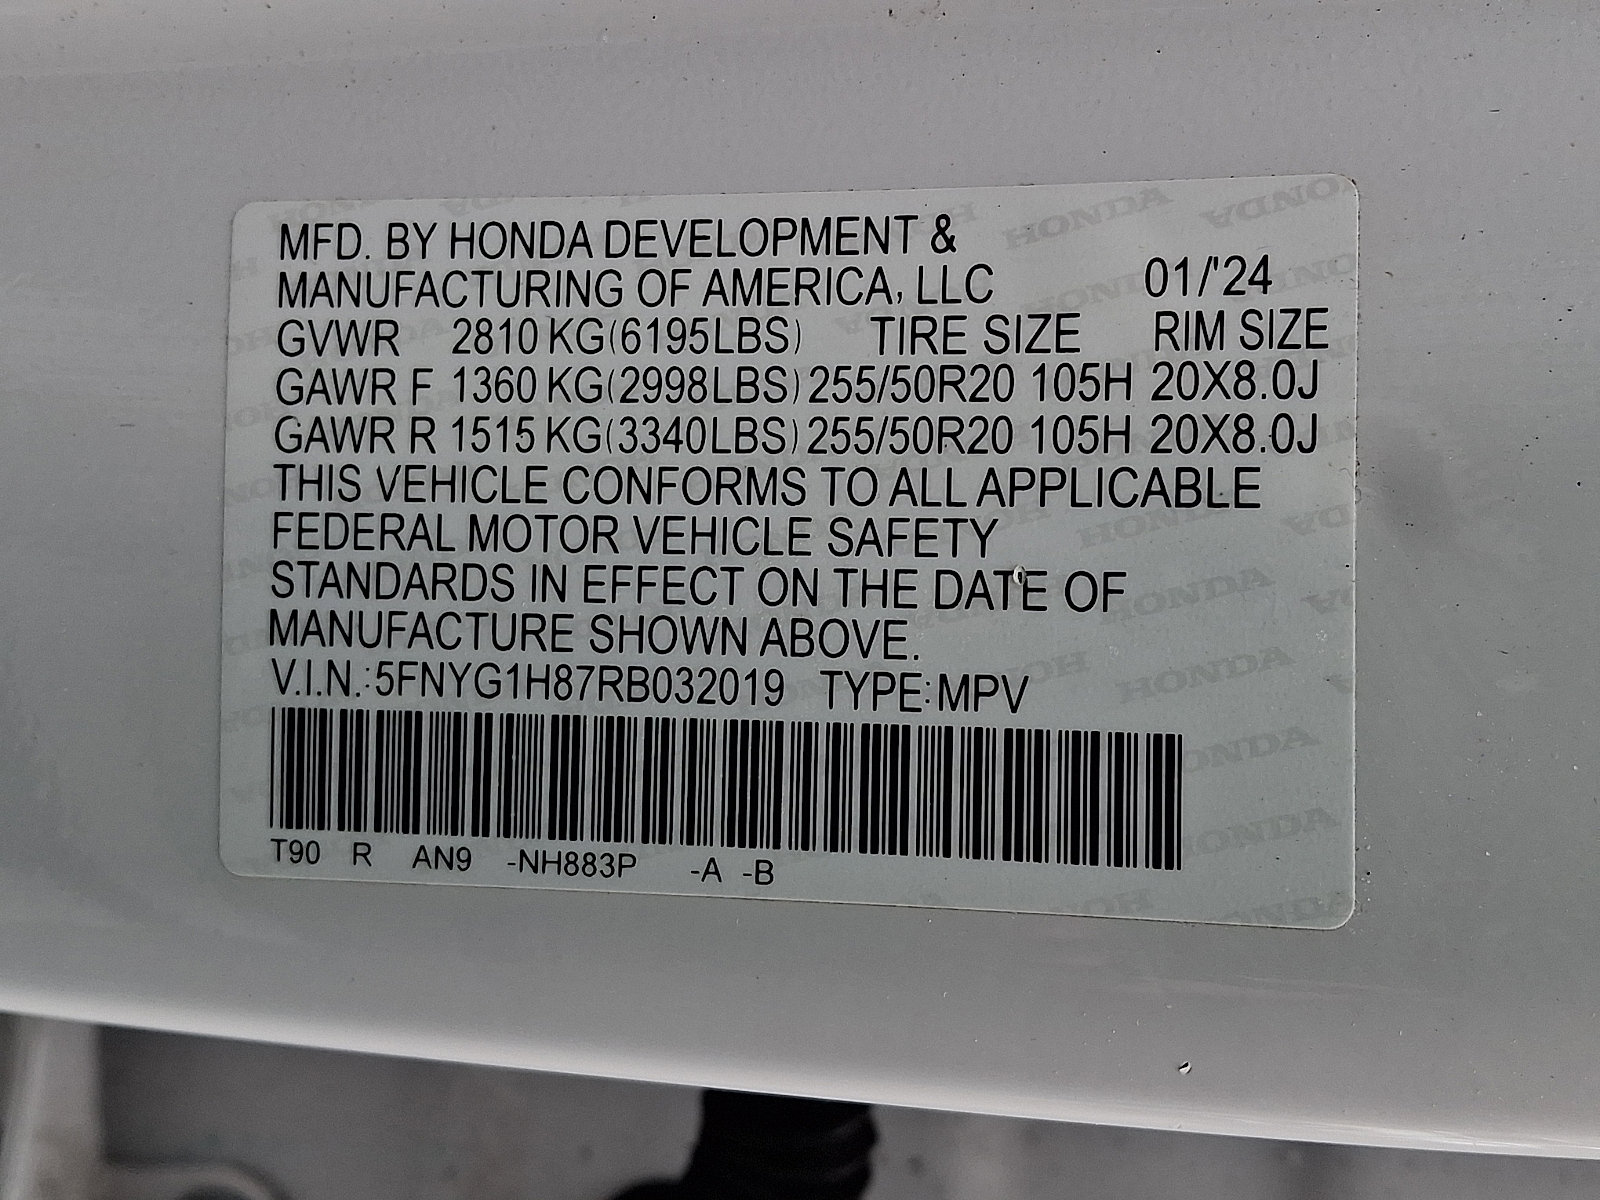 MFD. BY HONDA DEVELOPMENT &
MANUFACTURING OF AMERICA, LLC 01/'24
GVWR 2810 KG(6195LBS) TIRE SIZE RIM SIZE
GAWR F 1360 KG(2998LBS) 255/50R20 105H 20X8.0J
GAWR R 1515 KG(3340LBS) 255/50R20 105H 20X8.0J
THIS VEHICLE CONFORMS TO ALL APPLICABLE
FEDERAL MOTOR VEHICLE SAFETY
STANDARDS IN EFFECT ON THE DATE OF
MANUFACTURE SHOWN ABOVE.
V.I.N.:5FNYG1H87RB032019 TYPE:MPV
T90 R AN9 -NH883P -A -B